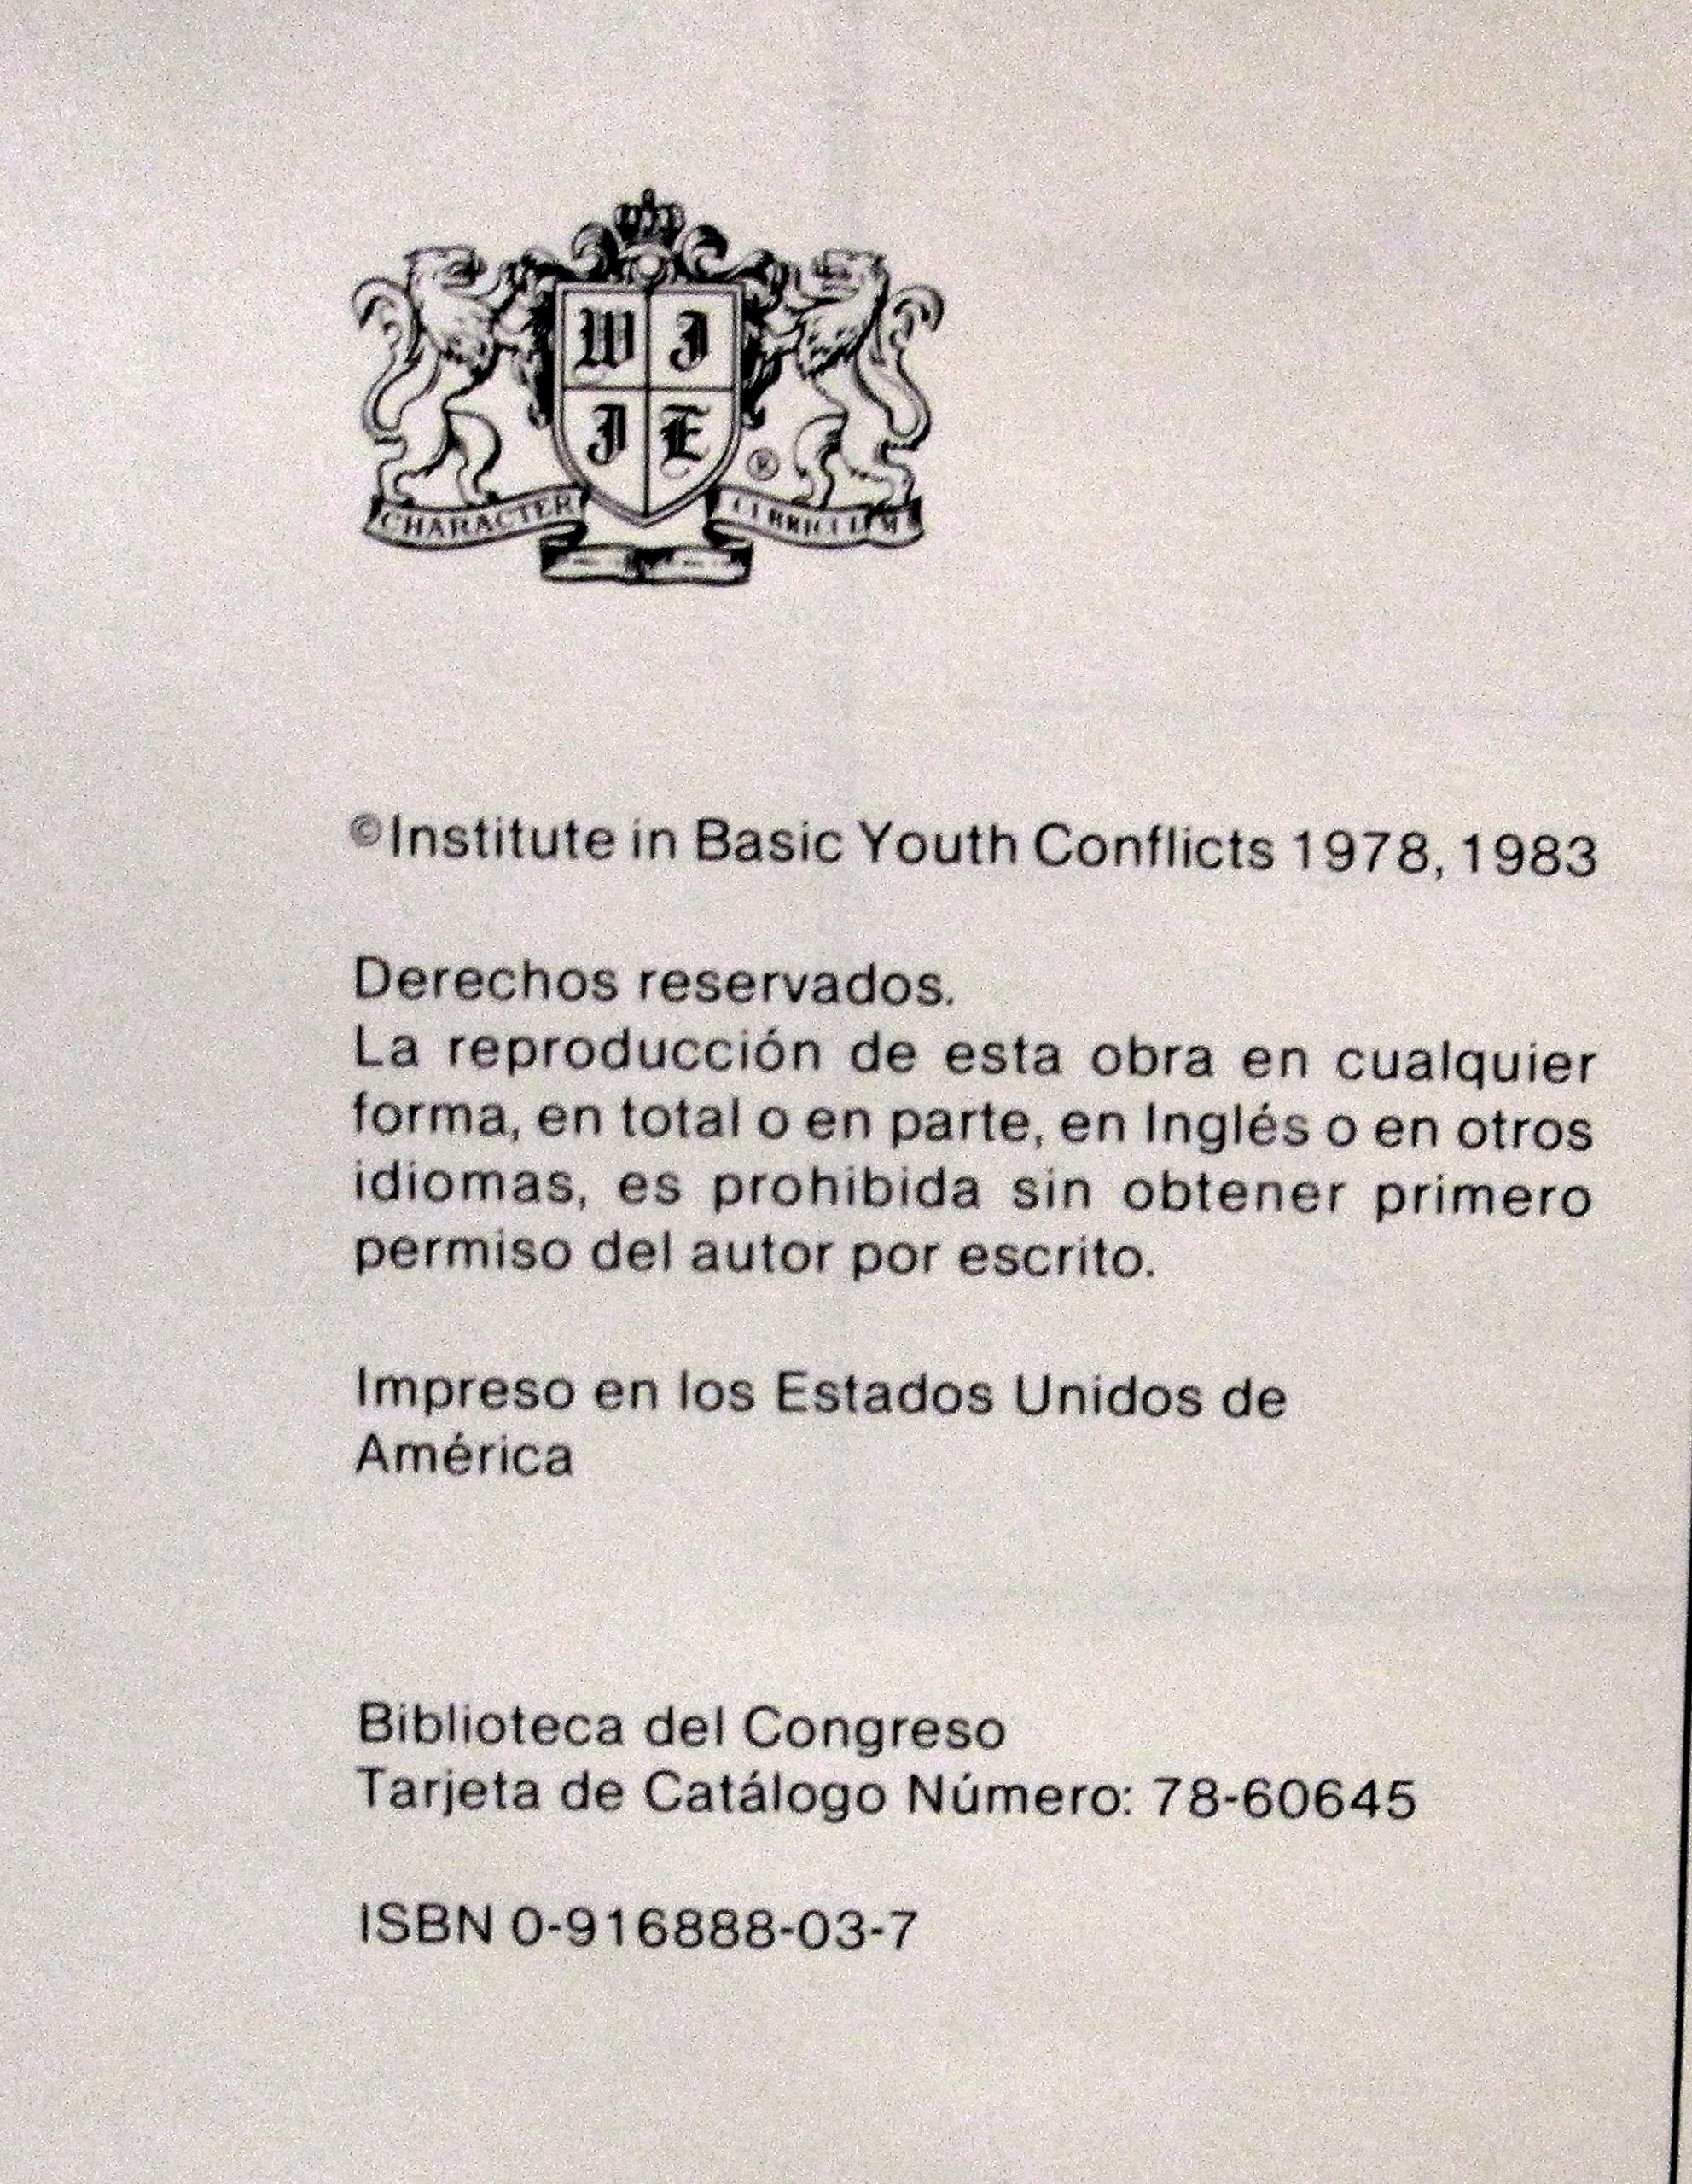 W I
I E
®
CHARACTER CURRICULUM
©Institute in Basic Youth Conflicts 1978, 1983
Derechos reservados.
La reproducción de esta obra en cualquier
forma, en total o en parte, en Inglés o en otros
idiomas, es prohibida sin obtener primero
permiso del autor por escrito.
Impreso en los Estados Unidos de
América
Biblioteca del Congreso
Tarjeta de Catálogo Número: 78-60645
ISBN 0-916888-03-7